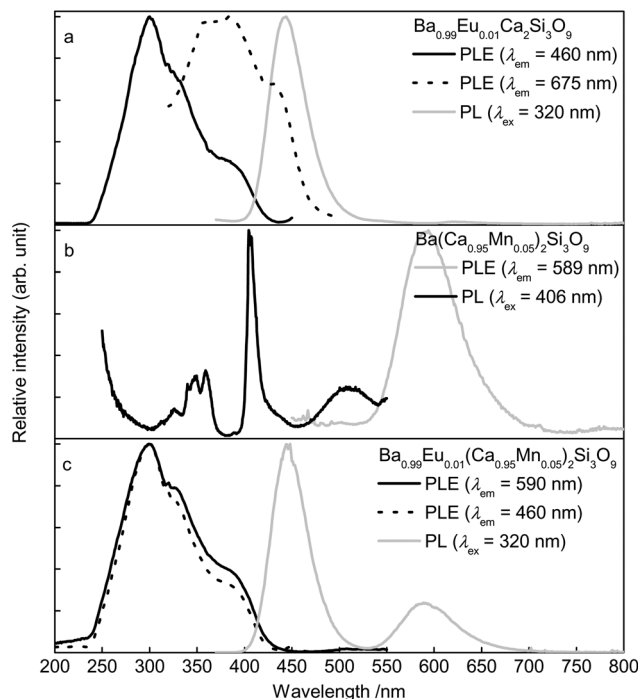 a
Ba₀.₉₉Eu₀.₀₁Ca₂Si₃O₉
PLE (λem = 460 nm)
PLE (λem = 675 nm)
PL (λex = 320 nm)
b
Ba(Ca₀.₉₅Mn₀.₀₅)₂Si₃O₉
PLE (λem = 589 nm)
PL (λex = 406 nm)
c
Ba₀.₉₉Eu₀.₀₁(Ca₀.₉₅Mn₀.₀₅)₂Si₃O₉
PLE (λem = 590 nm)
PLE (λem = 460 nm)
PL (λex = 320 nm)
Relative intensity (arb. unit)
200 250 300 350 400 450 500 550 600 650 700 750 800
Wavelength /nm